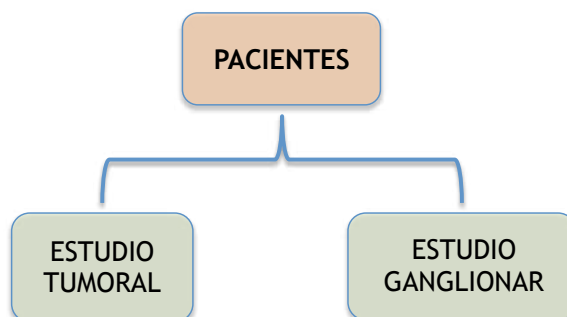 PACIENTES
ESTUDIO
TUMORAL
ESTUDIO
GANGLIONAR